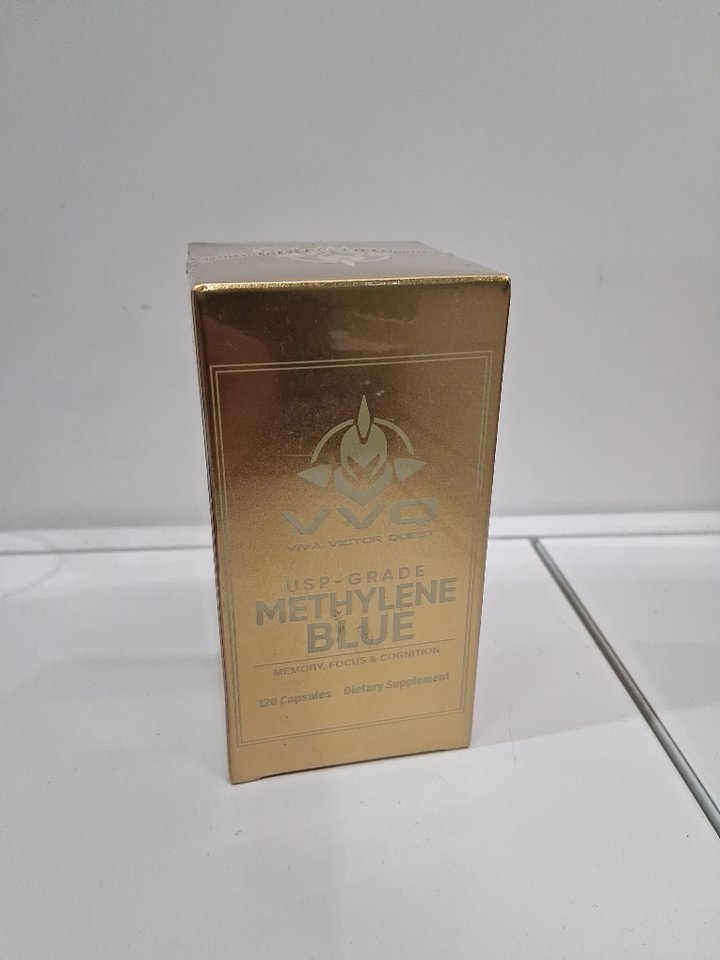 VVQ
VIVA VICTOR QUEST
USP-GRADE
METHYLENE
BLUE
MEMORY, FOCUS & COGNITION
120 Capsules Dietary Supplement